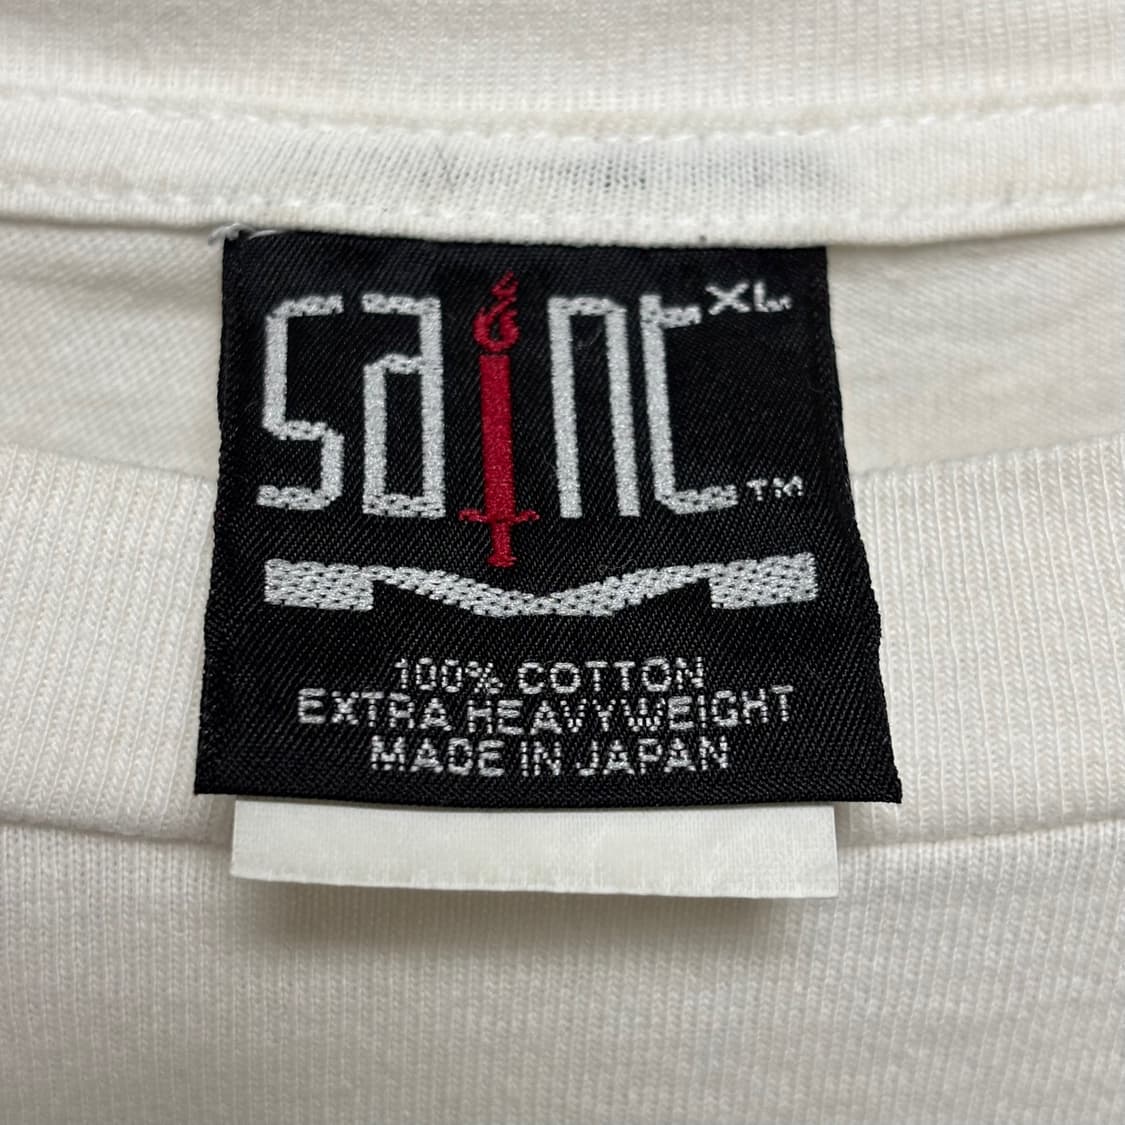 SaINt XL
TM
100% COTTON
EXTRA HEAVYWEIGHT
MADE IN JAPAN